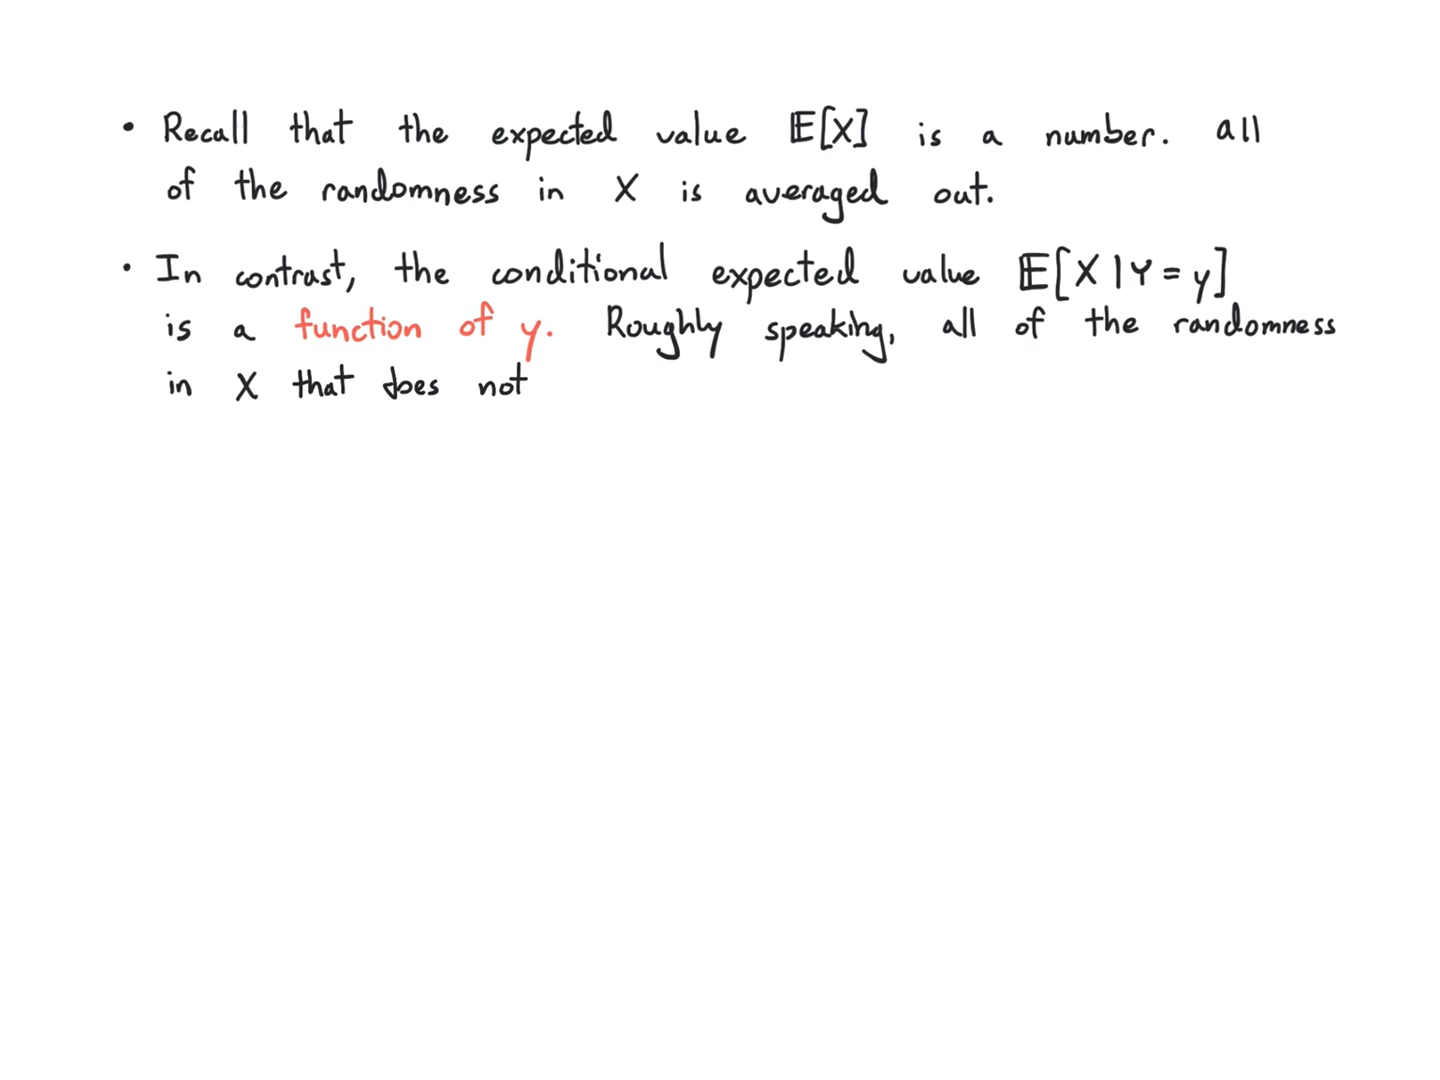 • Recall that the expected value 𝔼[X] is a number. all
of the randomness in X is averaged out.
• In contrast, the conditional expected value 𝔼[X|Y=y]
is a function of y. Roughly speaking, all of the randomness
in X that does not